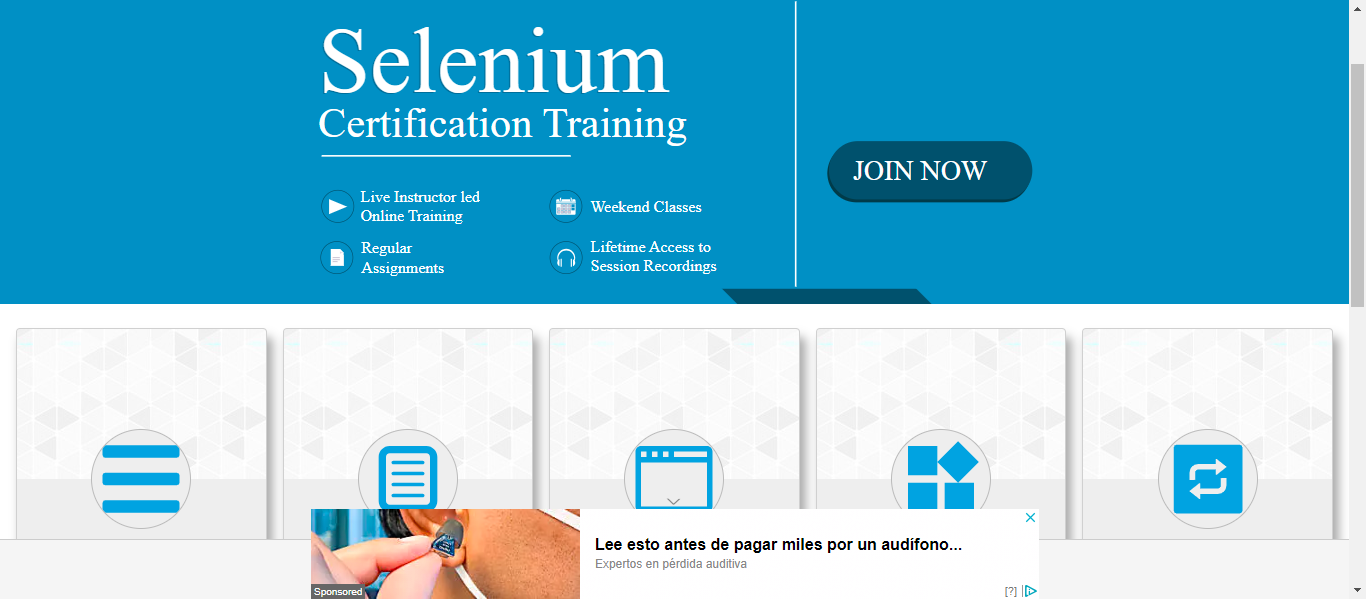 Selenium
Certification Training
JOIN NOW
Live Instructor led
Online Training
Weekend Classes
Regular
Assignments
Lifetime Access to
Session Recordings
Lee esto antes de pagar miles por un audífono...
Expertos en pérdida auditiva
Sponsored
[?]